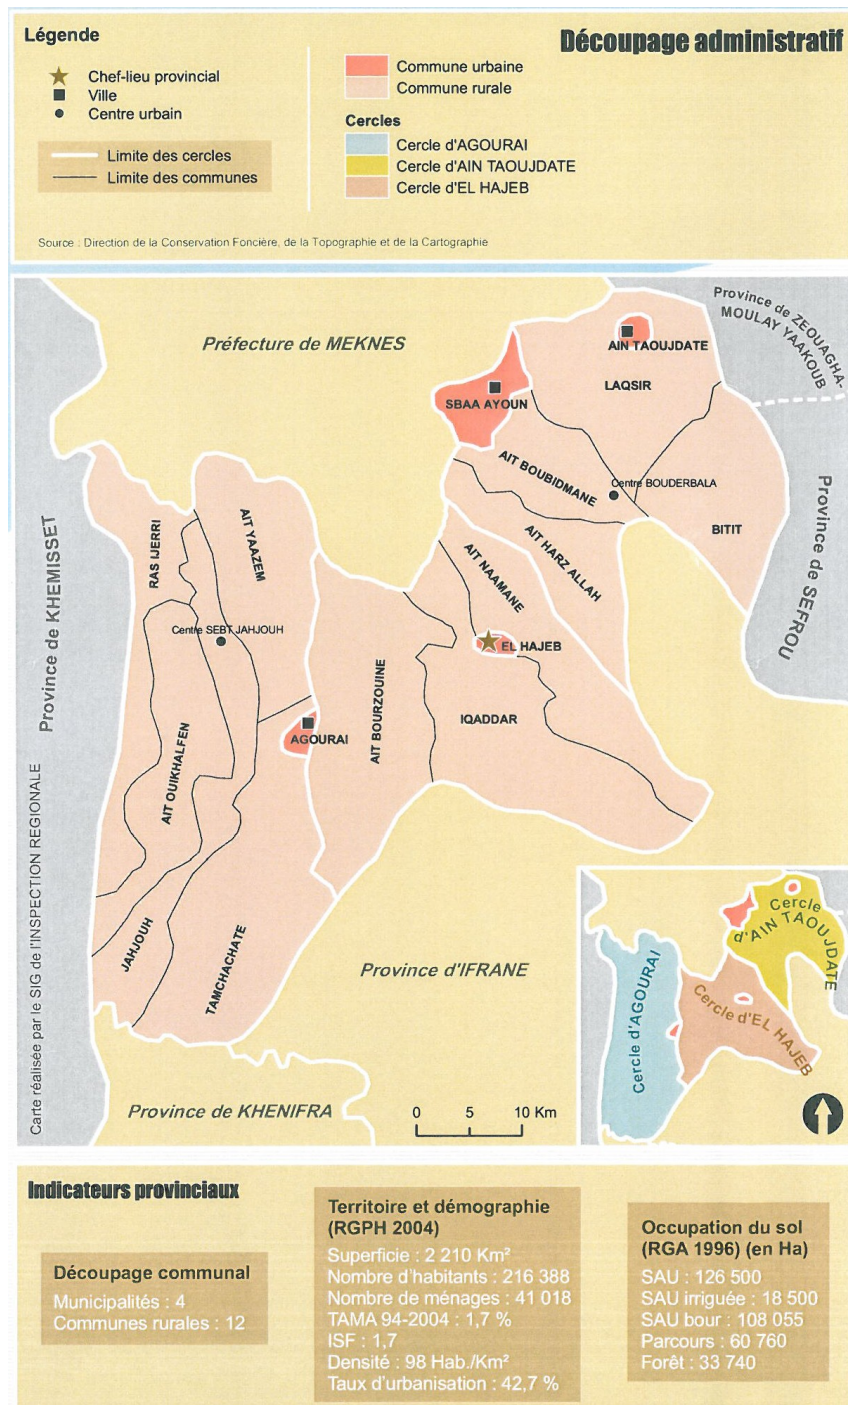 Découpage administratif
Légende
Chef-lieu provincial
Ville
Centre urbain
Limite des cercles
Limite des communes
Commune urbaine
Commune rurale
Cercles
Cercle d'AGOURAI
Cercle d'AIN TAOUJDATE
Cercle d'EL HAJEB
Source : Direction de la Conservation Foncière, de la Topographie et de la Cartographie
Province de ZEOUAGHA-
MOULAY YAAKOUB
Préfecture de MEKNES
AIN TAOUJDATE
LAQSIR
SBAA AYOUN
AIT BOUBIDMANE
Centre BOUDERBALA
BITIT
Province de SEFROU
Province de KHEMISSET
RAS IJERRI
AIT YAAZEM
AIT HARZ ALLAH
AIT NAAMANE
Centre SEBT JAHJOUH
EL HAJEB
IQADDAR
AIT BOURZOUINE
AGOURAI
AIT OUIKHALFEN
JAHJOUH
TAMCHACHATE
Province d'IFRANE
Province de KHENIFRA
0 5 10 Km
Carte réalisée par le SIG de l'INSPECTION REGIONALE
Cercle
d'AIN TAOUJDATE
Cercle d'AGOURAI
Cercle d'EL HAJEB
Indicateurs provinciaux
Découpage communal
Municipalités : 4
Communes rurales : 12
Territoire et démographie
(RGPH 2004)
Superficie : 2 210 Km²
Nombre d'habitants : 216 388
Nombre de ménages : 41 018
TAMA 94-2004 : 1,7 %
ISF : 1,7
Densité : 98 Hab./Km²
Taux d'urbanisation : 42,7 %
Occupation du sol
(RGA 1996) (en Ha)
SAU : 126 500
SAU irriguée : 18 500
SAU bour : 108 055
Parcours : 60 760
Forêt : 33 740